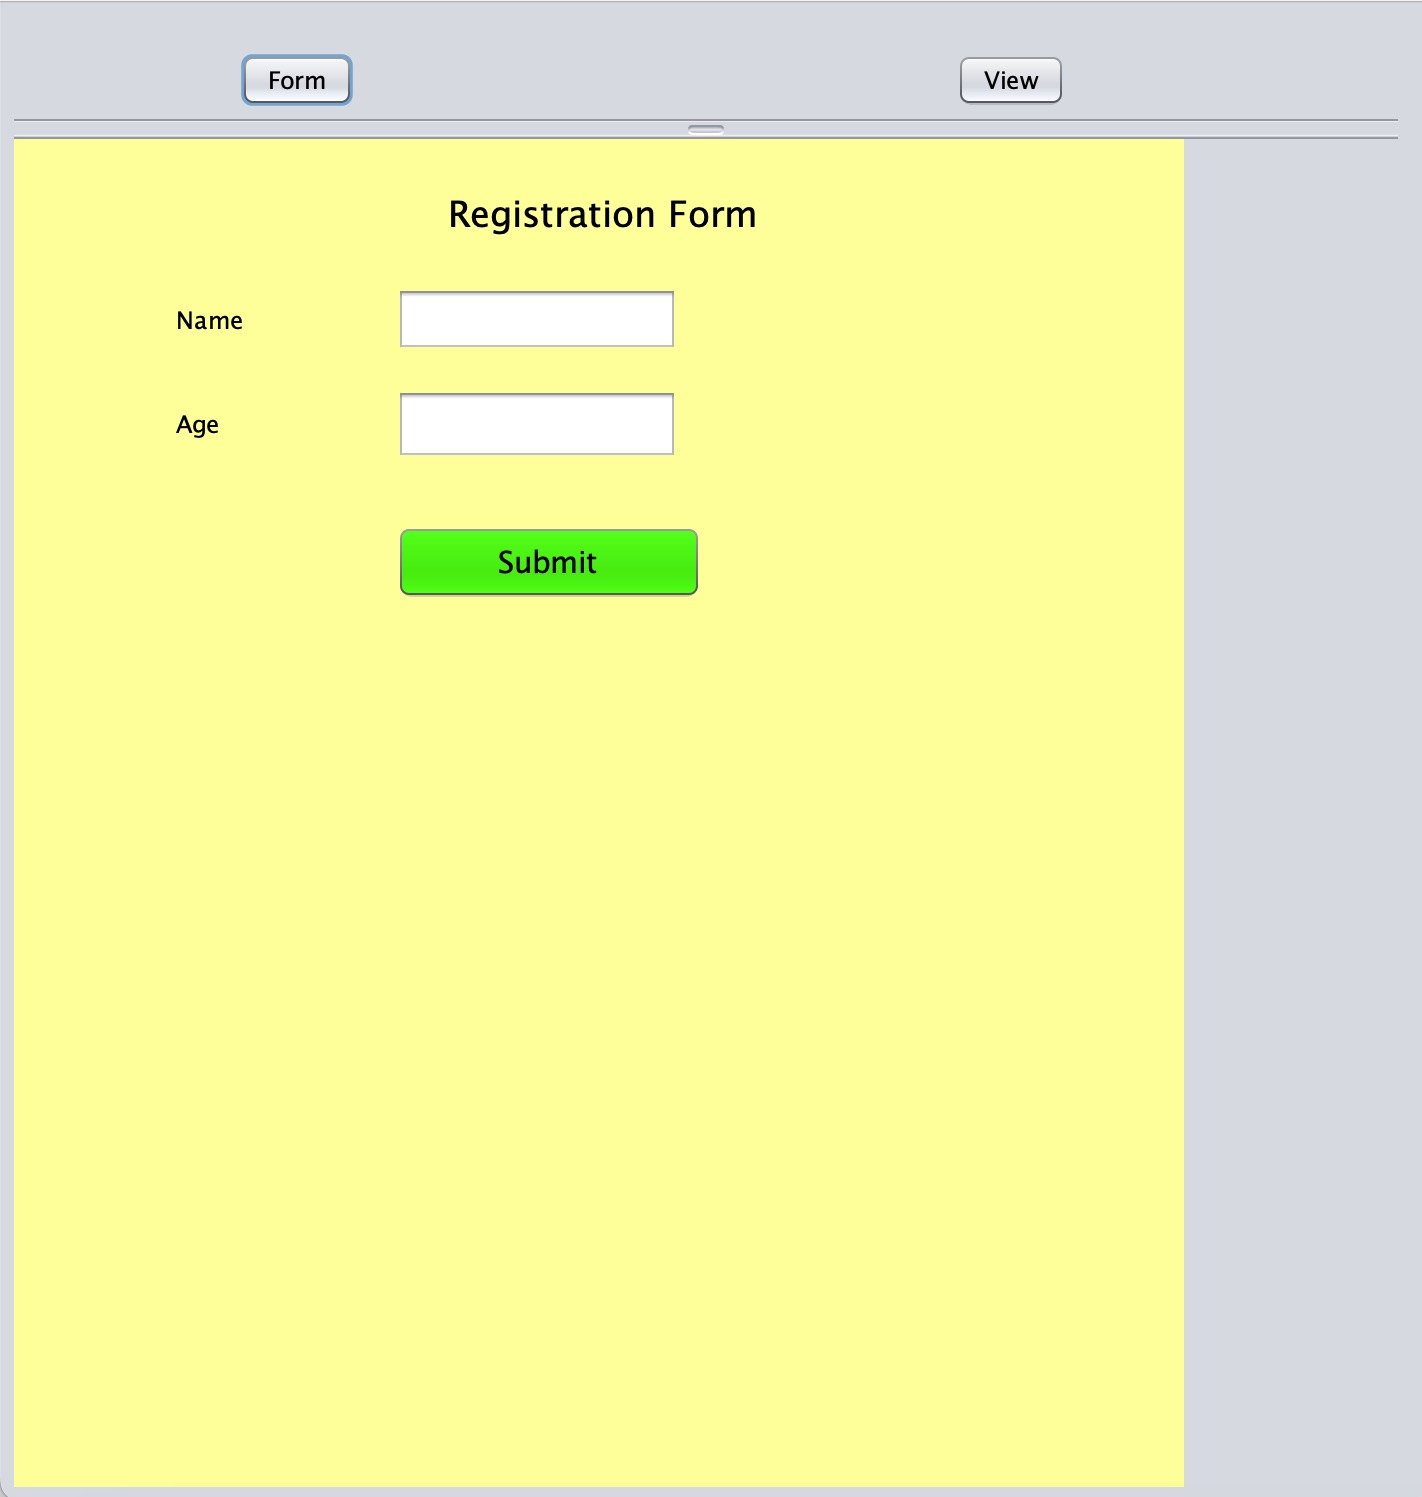 Form
View
Registration Form
Name
Age
Submit